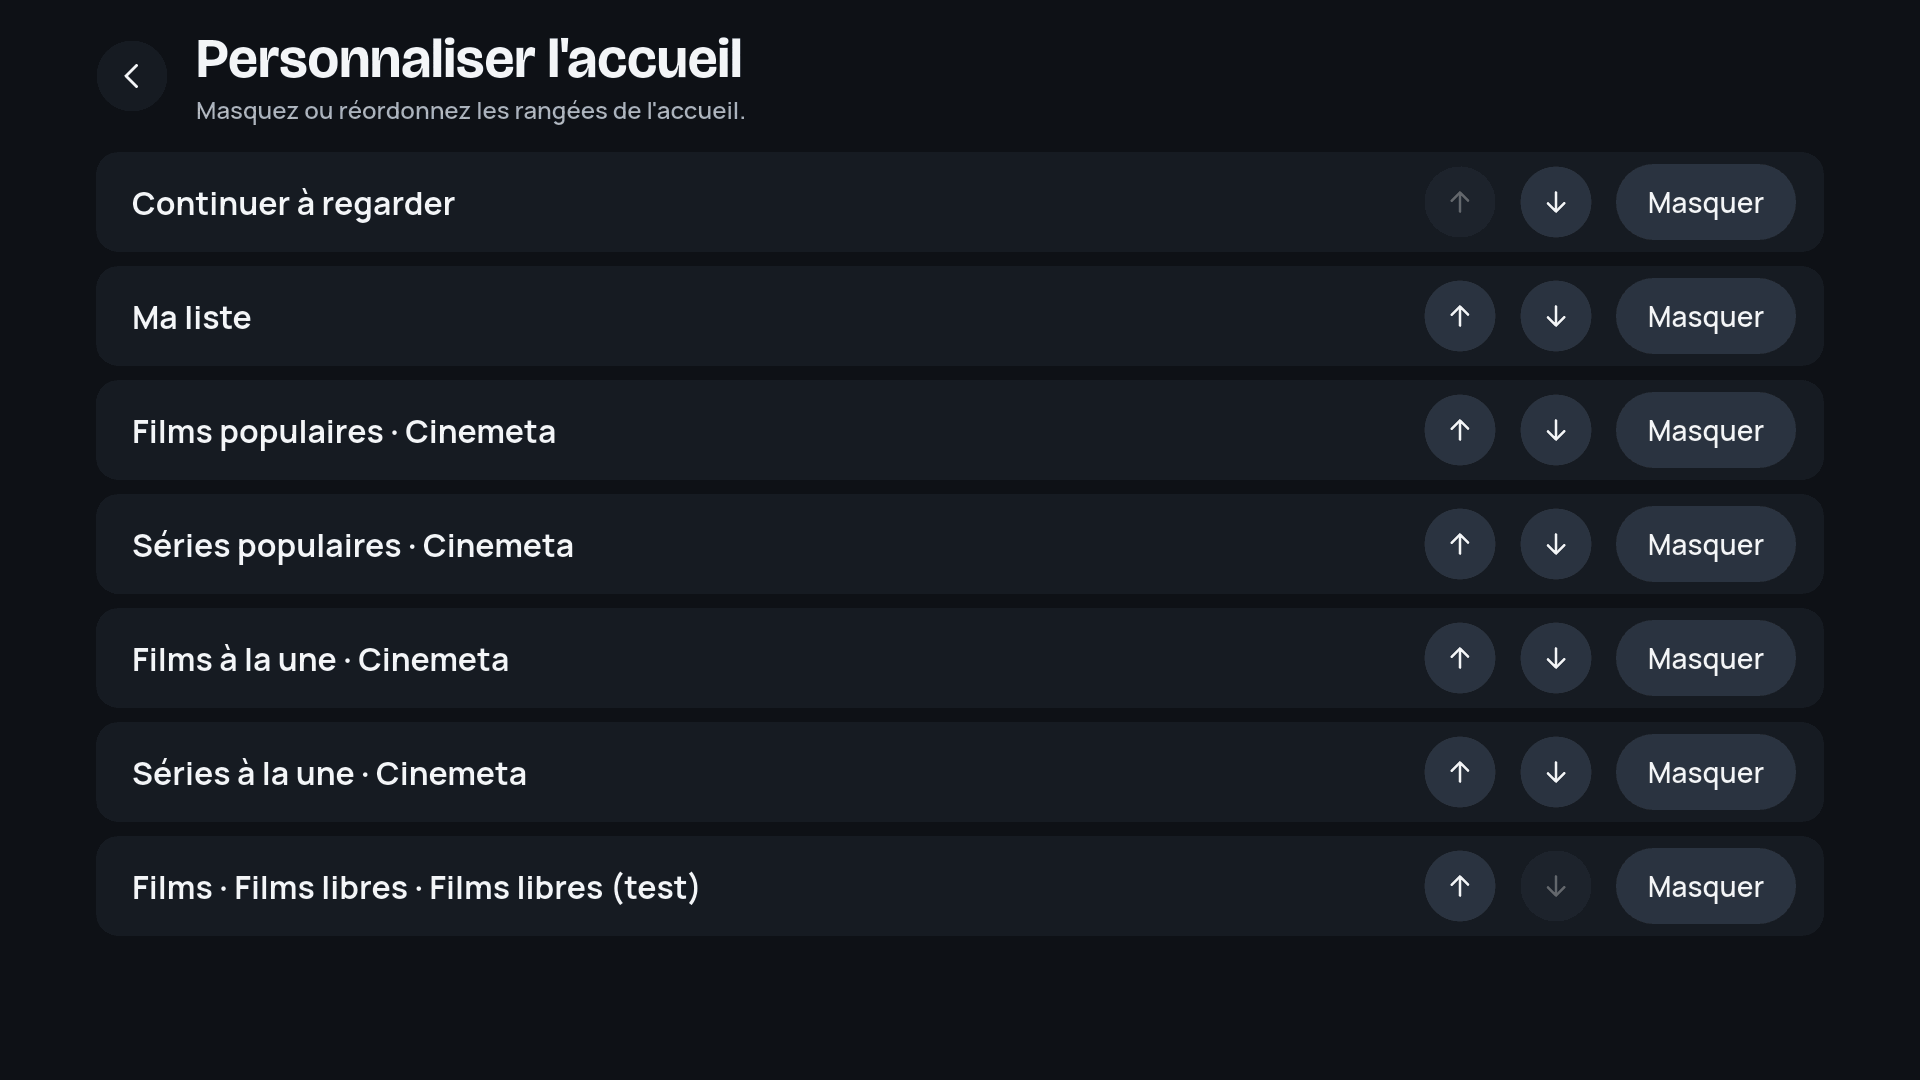 Personnaliser l'accueil
Masquez ou réordonnez les rangées de l'accueil.
Continuer à regarder
Masquer
Ma liste
Masquer
Films populaires · Cinemeta
Masquer
Séries populaires · Cinemeta
Masquer
Films à la une · Cinemeta
Masquer
Séries à la une · Cinemeta
Masquer
Films · Films libres · Films libres (test)
Masquer